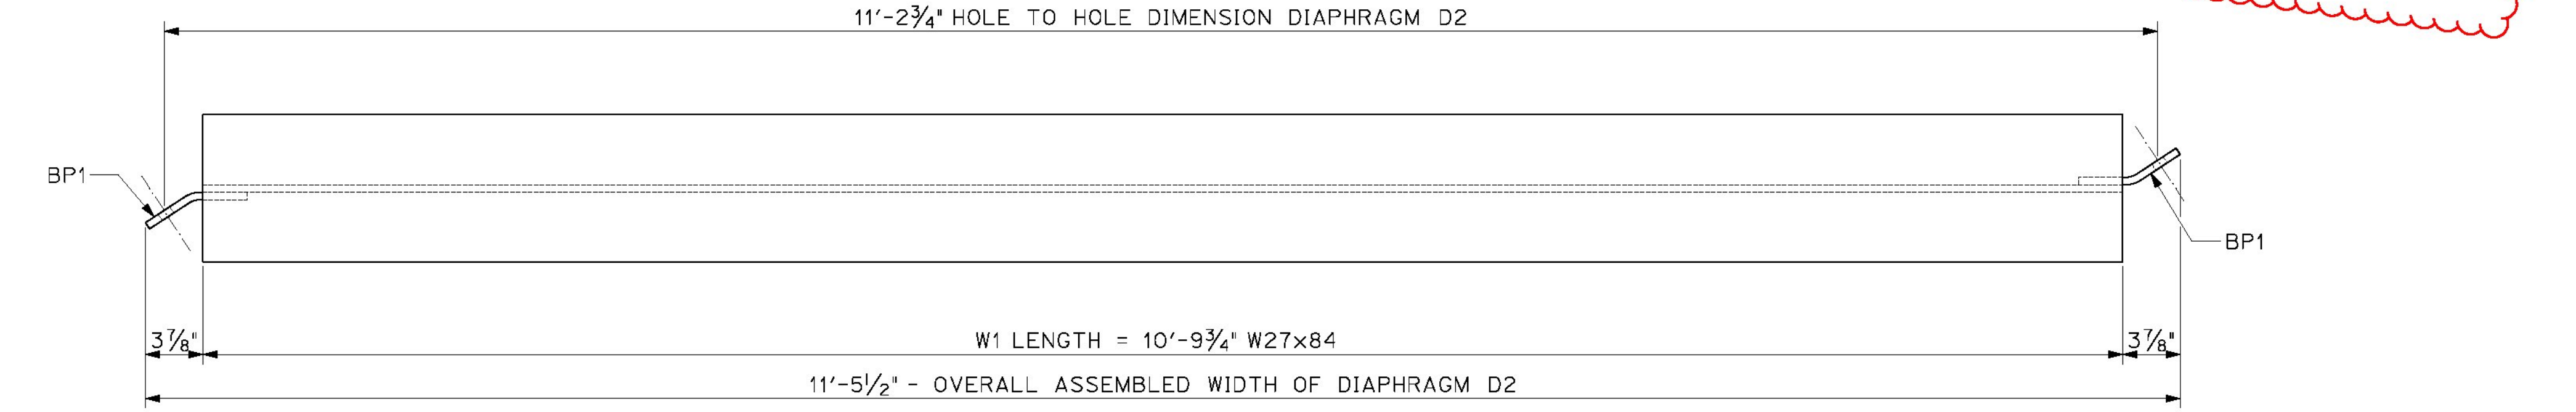 11'-2¾" HOLE TO HOLE DIMENSION DIAPHRAGM D2
BP1
BP1
3⅞"
W1 LENGTH = 10'-9¾" W27x84
3⅞"
11'-5½" - OVERALL ASSEMBLED WIDTH OF DIAPHRAGM D2